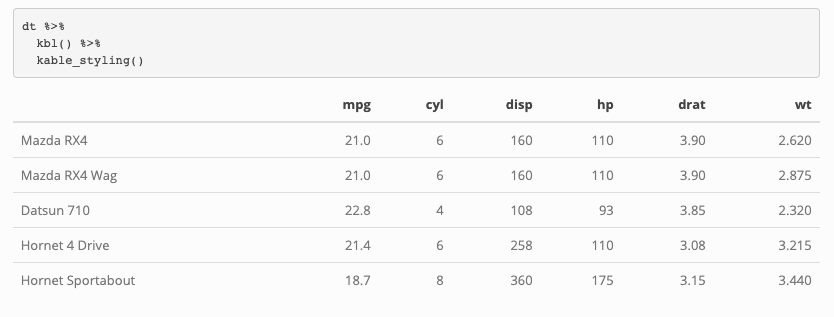 dt %>%
  kbl() %>%
  kable_styling()
mpg cyl disp hp drat wt
Mazda RX4 21.0 6 160 110 3.90 2.620
Mazda RX4 Wag 21.0 6 160 110 3.90 2.875
Datsun 710 22.8 4 108 93 3.85 2.320
Hornet 4 Drive 21.4 6 258 110 3.08 3.215
Hornet Sportabout 18.7 8 360 175 3.15 3.440